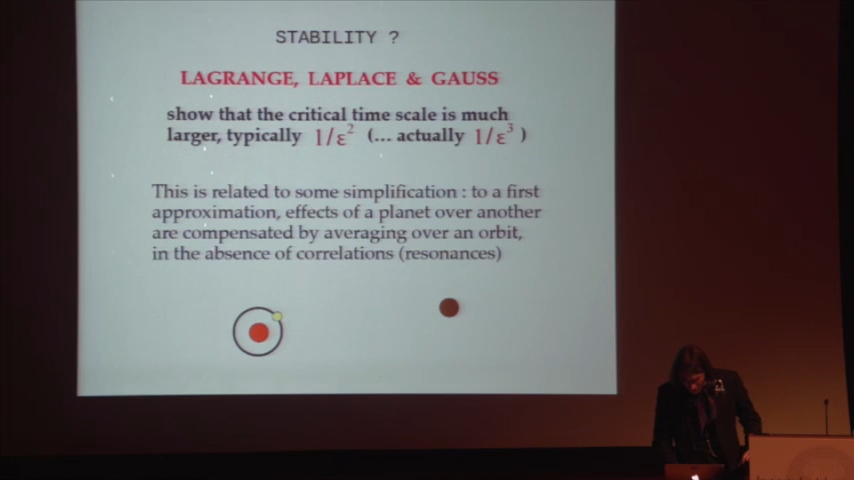 STABILITY ?
LAGRANGE, LAPLACE & GAUSS
show that the critical time scale is much
larger, typically 1/ε² (... actually 1/ε³ )
This is related to some simplification : to a first
approximation, effects of a planet over another
are compensated by averaging over an orbit,
in the absence of correlations (resonances)